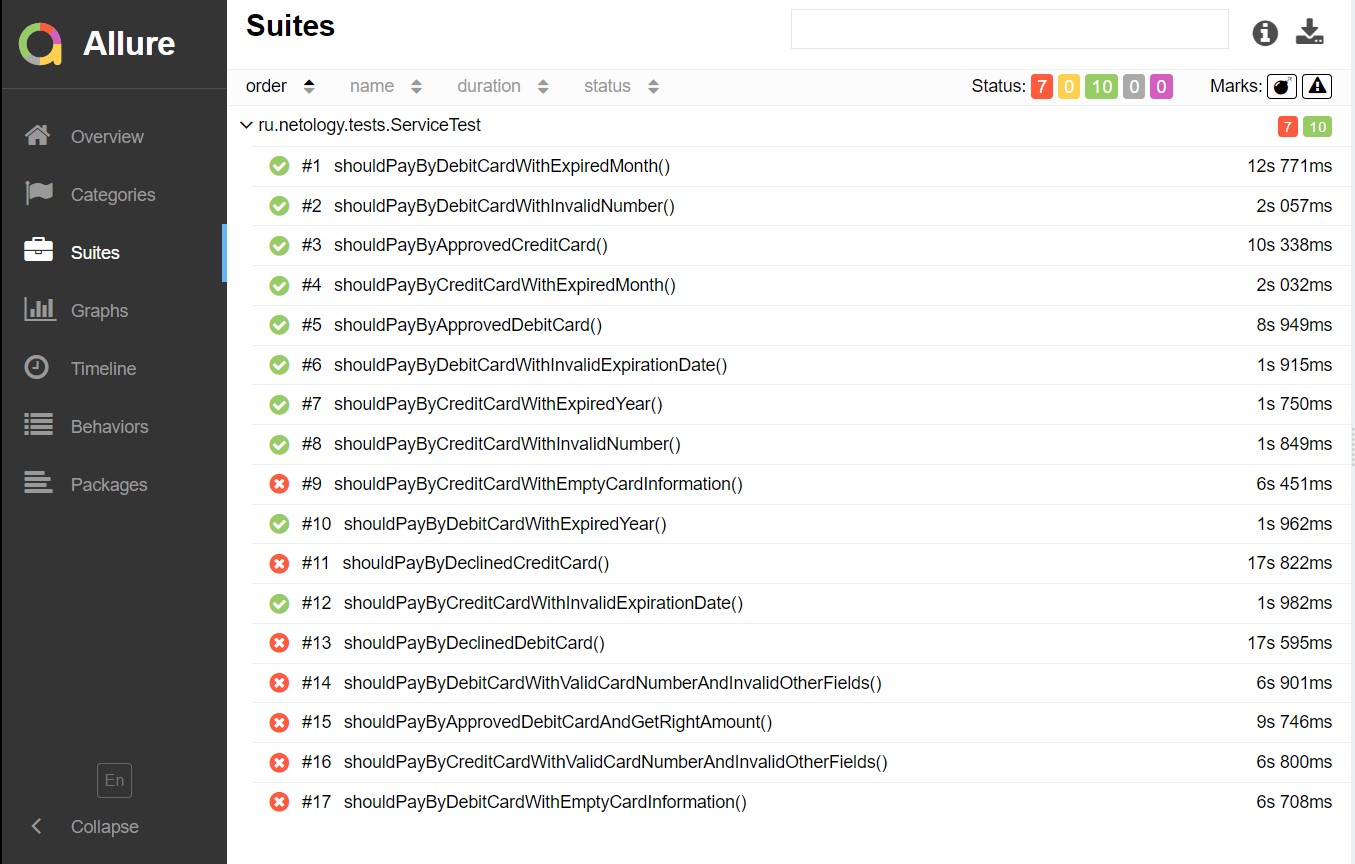 Allure
Overview
Categories
Suites
Graphs
Timeline
Behaviors
Packages
En
Collapse
Suites
order name duration status Status: 7 0 10 0 0 Marks:
ru.netology.tests.ServiceTest 7 10
#1 shouldPayByDebitCardWithExpiredMonth() 12s 771ms
#2 shouldPayByDebitCardWithInvalidNumber() 2s 057ms
#3 shouldPayByApprovedCreditCard() 10s 338ms
#4 shouldPayByCreditCardWithExpiredMonth() 2s 032ms
#5 shouldPayByApprovedDebitCard() 8s 949ms
#6 shouldPayByDebitCardWithInvalidExpirationDate() 1s 915ms
#7 shouldPayByCreditCardWithExpiredYear() 1s 750ms
#8 shouldPayByCreditCardWithInvalidNumber() 1s 849ms
#9 shouldPayByCreditCardWithEmptyCardInformation() 6s 451ms
#10 shouldPayByDebitCardWithExpiredYear() 1s 962ms
#11 shouldPayByDeclinedCreditCard() 17s 822ms
#12 shouldPayByCreditCardWithInvalidExpirationDate() 1s 982ms
#13 shouldPayByDeclinedDebitCard() 17s 595ms
#14 shouldPayByDebitCardWithValidCardNumberAndInvalidOtherFields() 6s 901ms
#15 shouldPayByApprovedDebitCardAndGetRightAmount() 9s 746ms
#16 shouldPayByCreditCardWithValidCardNumberAndInvalidOtherFields() 6s 800ms
#17 shouldPayByDebitCardWithEmptyCardInformation() 6s 708ms